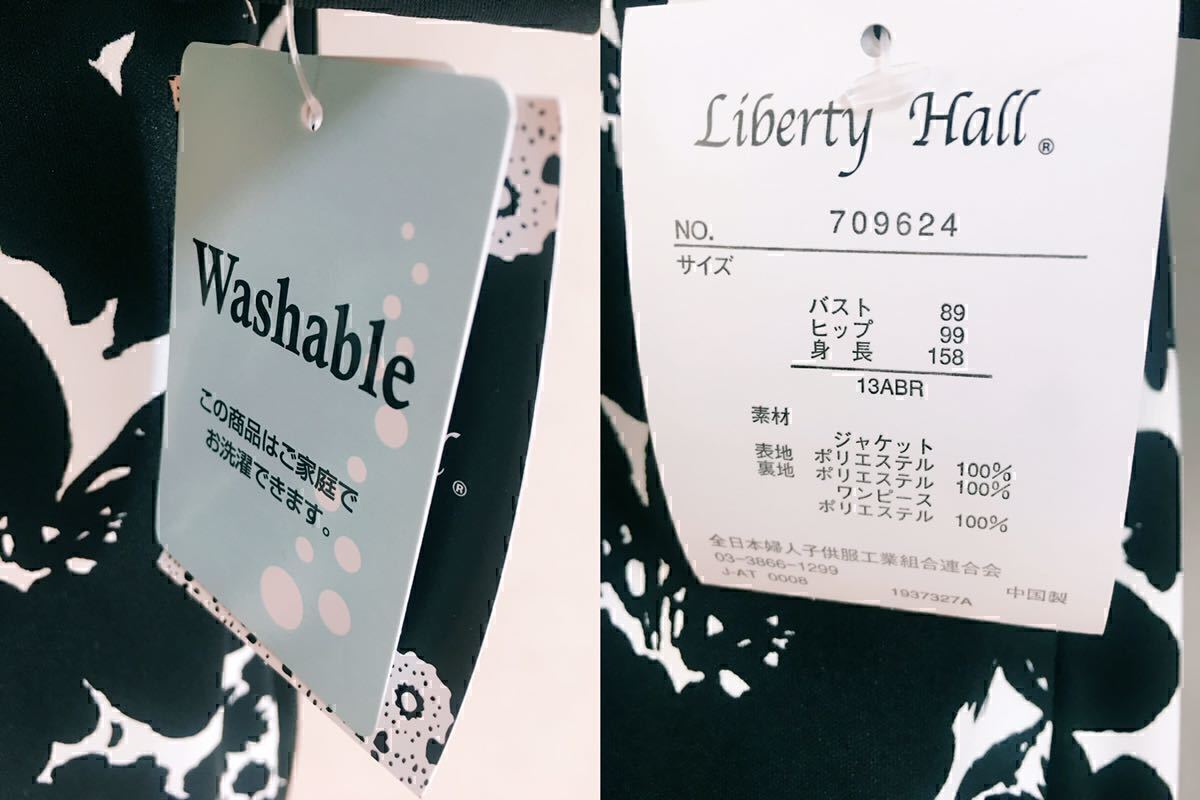 Washable
この商品はご家庭で
お洗濯できます。
®
Liberty Hall®
NO. 709624
サイズ
バスト 89
ヒップ 99
身 長 158
13ABR
素材
ジャケット
表地 ポリエステル 100%
裏地 ポリエステル 100%
ワンピース
ポリエステル 100%
全日本婦人子供服工業組合連合会
03-3866-1299
J-AT 0008
1937327A 中国製